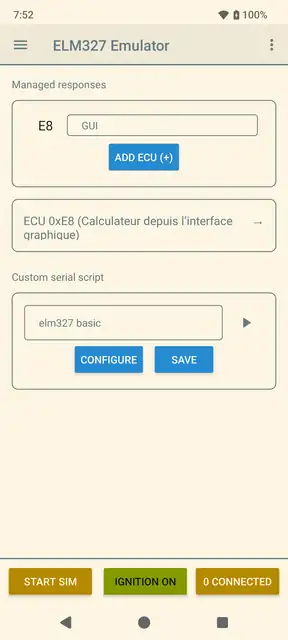 7:52
100%
ELM327 Emulator
Managed responses
E8
GUI
ADD ECU (+)
ECU 0xE8 (Calculateur depuis l'interface →
graphique)
Custom serial script
elm327 basic
CONFIGURE
SAVE
START SIM
IGNITION ON
0 CONNECTED